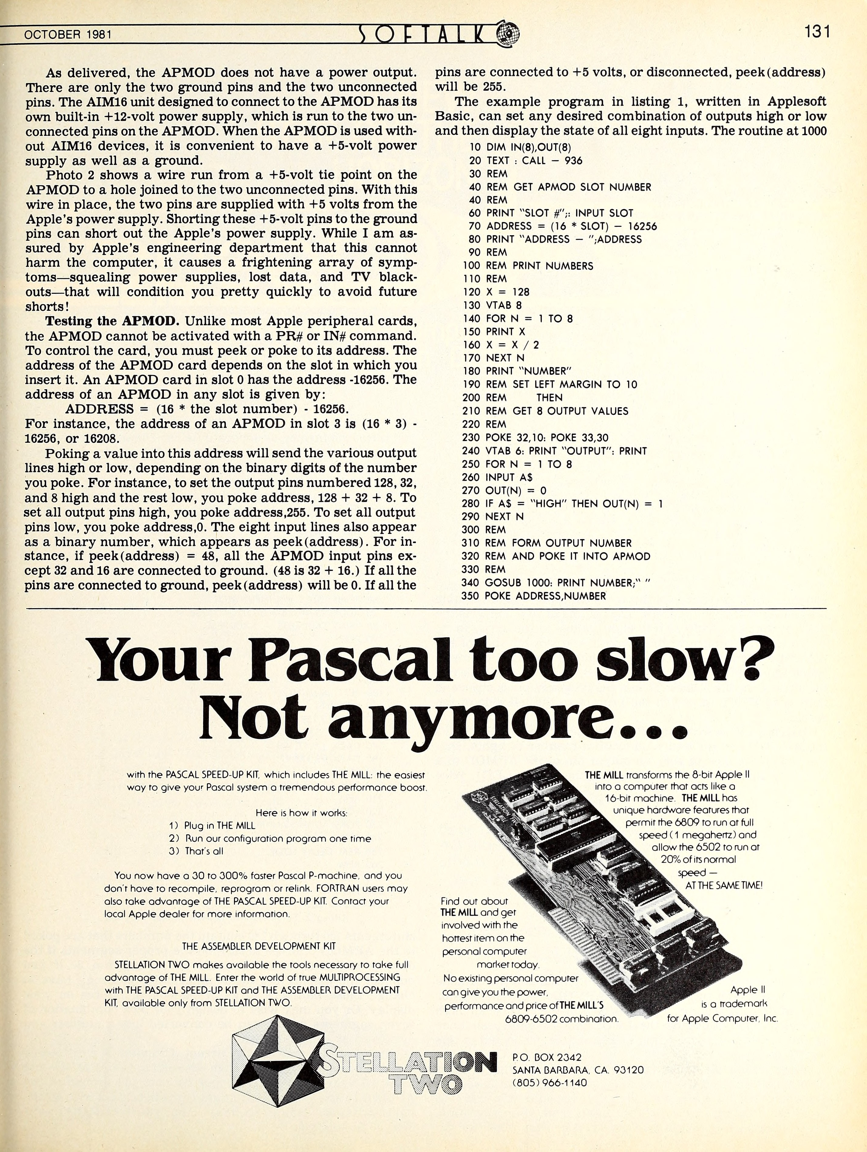 OCTOBER 1981
SOFTALK
131
As delivered, the APMOD does not have a power output.
There are only the two ground pins and the two unconnected
pins. The AIM16 unit designed to connect to the APMOD has its
own built-in +12-volt power supply, which is run to the two un-
connected pins on the APMOD. When the APMOD is used with-
out AIM16 devices, it is convenient to have a +5-volt power
supply as well as a ground.
Photo 2 shows a wire run from a +5-volt tie point on the
APMOD to a hole joined to the two unconnected pins. With this
wire in place, the two pins are supplied with +5 volts from the
Apple's power supply. Shorting these +5-volt pins to the ground
pins can short out the Apple's power supply. While I am as-
sured by Apple's engineering department that this cannot
harm the computer, it causes a frightening array of symp-
toms—squealing power supplies, lost data, and TV black-
outs—that will condition you pretty quickly to avoid future
shorts!
Testing the APMOD. Unlike most Apple peripheral cards,
the APMOD cannot be activated with a PR# or IN# command.
To control the card, you must peek or poke to its address. The
address of the APMOD card depends on the slot in which you
insert it. An APMOD card in slot 0 has the address -16256. The
address of an APMOD in any slot is given by:
ADDRESS = (16 * the slot number) - 16256.
For instance, the address of an APMOD in slot 3 is (16 * 3) -
16256, or 16208.
Poking a value into this address will send the various output
lines high or low, depending on the binary digits of the number
you poke. For instance, to set the output pins numbered 128, 32,
and 8 high and the rest low, you poke address, 128 + 32 + 8. To
set all output pins high, you poke address,255. To set all output
pins low, you poke address,0. The eight input lines also appear
as a binary number, which appears as peek(address). For in-
stance, if peek(address) = 48, all the APMOD input pins ex-
cept 32 and 16 are connected to ground. (48 is 32 + 16.) If all the
pins are connected to ground, peek(address) will be 0. If all the
pins are connected to +5 volts, or disconnected, peek(address)
will be 255.
The example program in listing 1, written in Applesoft
Basic, can set any desired combination of outputs high or low
and then display the state of all eight inputs. The routine at 1000
10 DIM IN(8),OUT(8)
20 TEXT : CALL – 936
30 REM
40 REM GET APMOD SLOT NUMBER
40 REM
60 PRINT "SLOT #";: INPUT SLOT
70 ADDRESS = (16 * SLOT) – 16256
80 PRINT "ADDRESS – ";ADDRESS
90 REM
100 REM PRINT NUMBERS
110 REM
120 X = 128
130 VTAB 8
140 FOR N = 1 TO 8
150 PRINT X
160 X = X / 2
170 NEXT N
180 PRINT "NUMBER"
190 REM SET LEFT MARGIN TO 10
200 REM THEN
210 REM GET 8 OUTPUT VALUES
220 REM
230 POKE 32,10: POKE 33,30
240 VTAB 6: PRINT "OUTPUT": PRINT
250 FOR N = 1 TO 8
260 INPUT A$
270 OUT(N) = 0
280 IF A$ = "HIGH" THEN OUT(N) = 1
290 NEXT N
300 REM
310 REM FORM OUTPUT NUMBER
320 REM AND POKE IT INTO APMOD
330 REM
340 GOSUB 1000: PRINT NUMBER;" "
350 POKE ADDRESS,NUMBER
Your Pascal too slow?
Not anymore...
with the PASCAL SPEED-UP KIT, which includes THE MILL: the easiest
way to give your Pascal system a tremendous performance boost.
Here is how it works:
1) Plug in THE MILL
2) Run our configuration program one time
3) That's all
You now have a 30 to 300% faster Pascal P-machine, and you
don't have to recompile, reprogram or relink. FORTRAN users may
also take advantage of THE PASCAL SPEED-UP KIT. Contact your
local Apple dealer for more information.
THE ASSEMBLER DEVELOPMENT KIT
STELLATION TWO makes available the tools necessary to take full
advantage of THE MILL. Enter the world of true MULTIPROCESSING
with THE PASCAL SPEED-UP KIT and THE ASSEMBLER DEVELOPMENT
KIT, available only from STELLATION TWO.
THE MILL transforms the 8-bit Apple II
into a computer that acts like a
16-bit machine. THE MILL has
unique hardware features that
permit the 6809 to run at full
speed (1 megahertz) and
allow the 6502 to run at
20% of its normal
speed —
AT THE SAME TIME!
Find out about
THE MILL and get
involved with the
hottest item on the
personal computer
market today.
No existing personal computer
can give you the power,
performance and price of THE MILL'S
6809-6502 combination.
Apple II
is a trademark
for Apple Computer, Inc.
STELLATION
TWO
P.O. BOX 2342
SANTA BARBARA, CA. 93120
(805) 966-1140